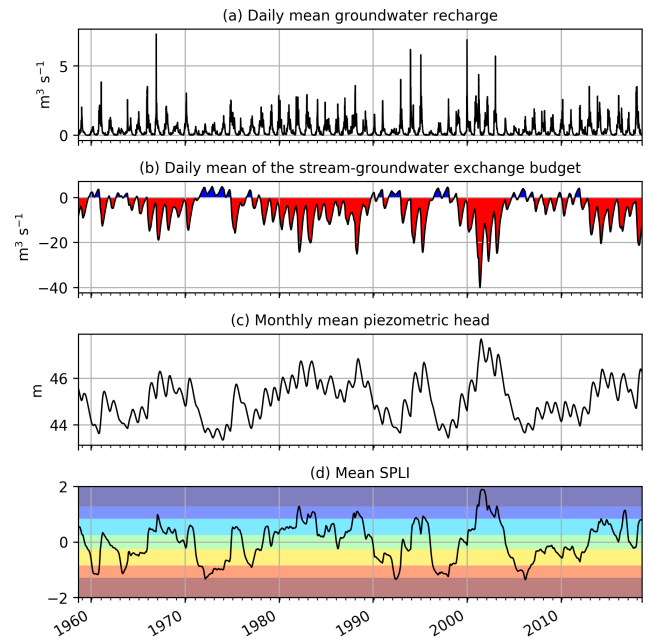 (a) Daily mean groundwater recharge
5
0
m³ s⁻¹
(b) Daily mean of the stream-groundwater exchange budget
0
−20
−40
m³ s⁻¹
(c) Monthly mean piezometric head
46
44
m
(d) Mean SPLI
2
0
−2
1960 1970 1980 1990 2000 2010